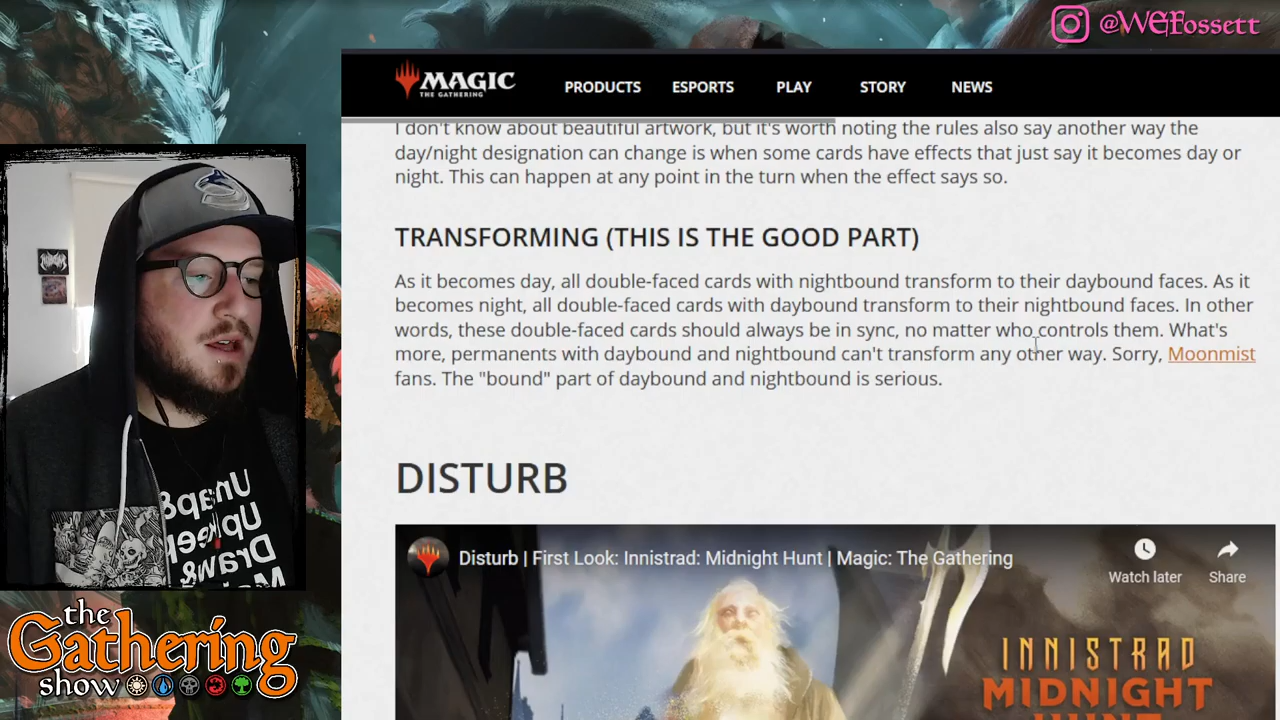 @WEFossett
MAGIC
THE GATHERING
PRODUCTS ESPORTS PLAY STORY NEWS
I don't know about beautiful artwork, but it's worth noting the rules also say another way the
day/night designation can change is when some cards have effects that just say it becomes day or
night. This can happen at any point in the turn when the effect says so.
TRANSFORMING (THIS IS THE GOOD PART)
As it becomes day, all double-faced cards with nightbound transform to their daybound faces. As it
becomes night, all double-faced cards with daybound transform to their nightbound faces. In other
words, these double-faced cards should always be in sync, no matter who controls them. What's
more, permanents with daybound and nightbound can't transform any other way. Sorry, Moonmist
fans. The "bound" part of daybound and nightbound is serious.
DISTURB
Disturb | First Look: Innistrad: Midnight Hunt | Magic: The Gathering
Watch later
Share
INNISTRAD
MIDNIGHT
HUNT
the
Gathering
show